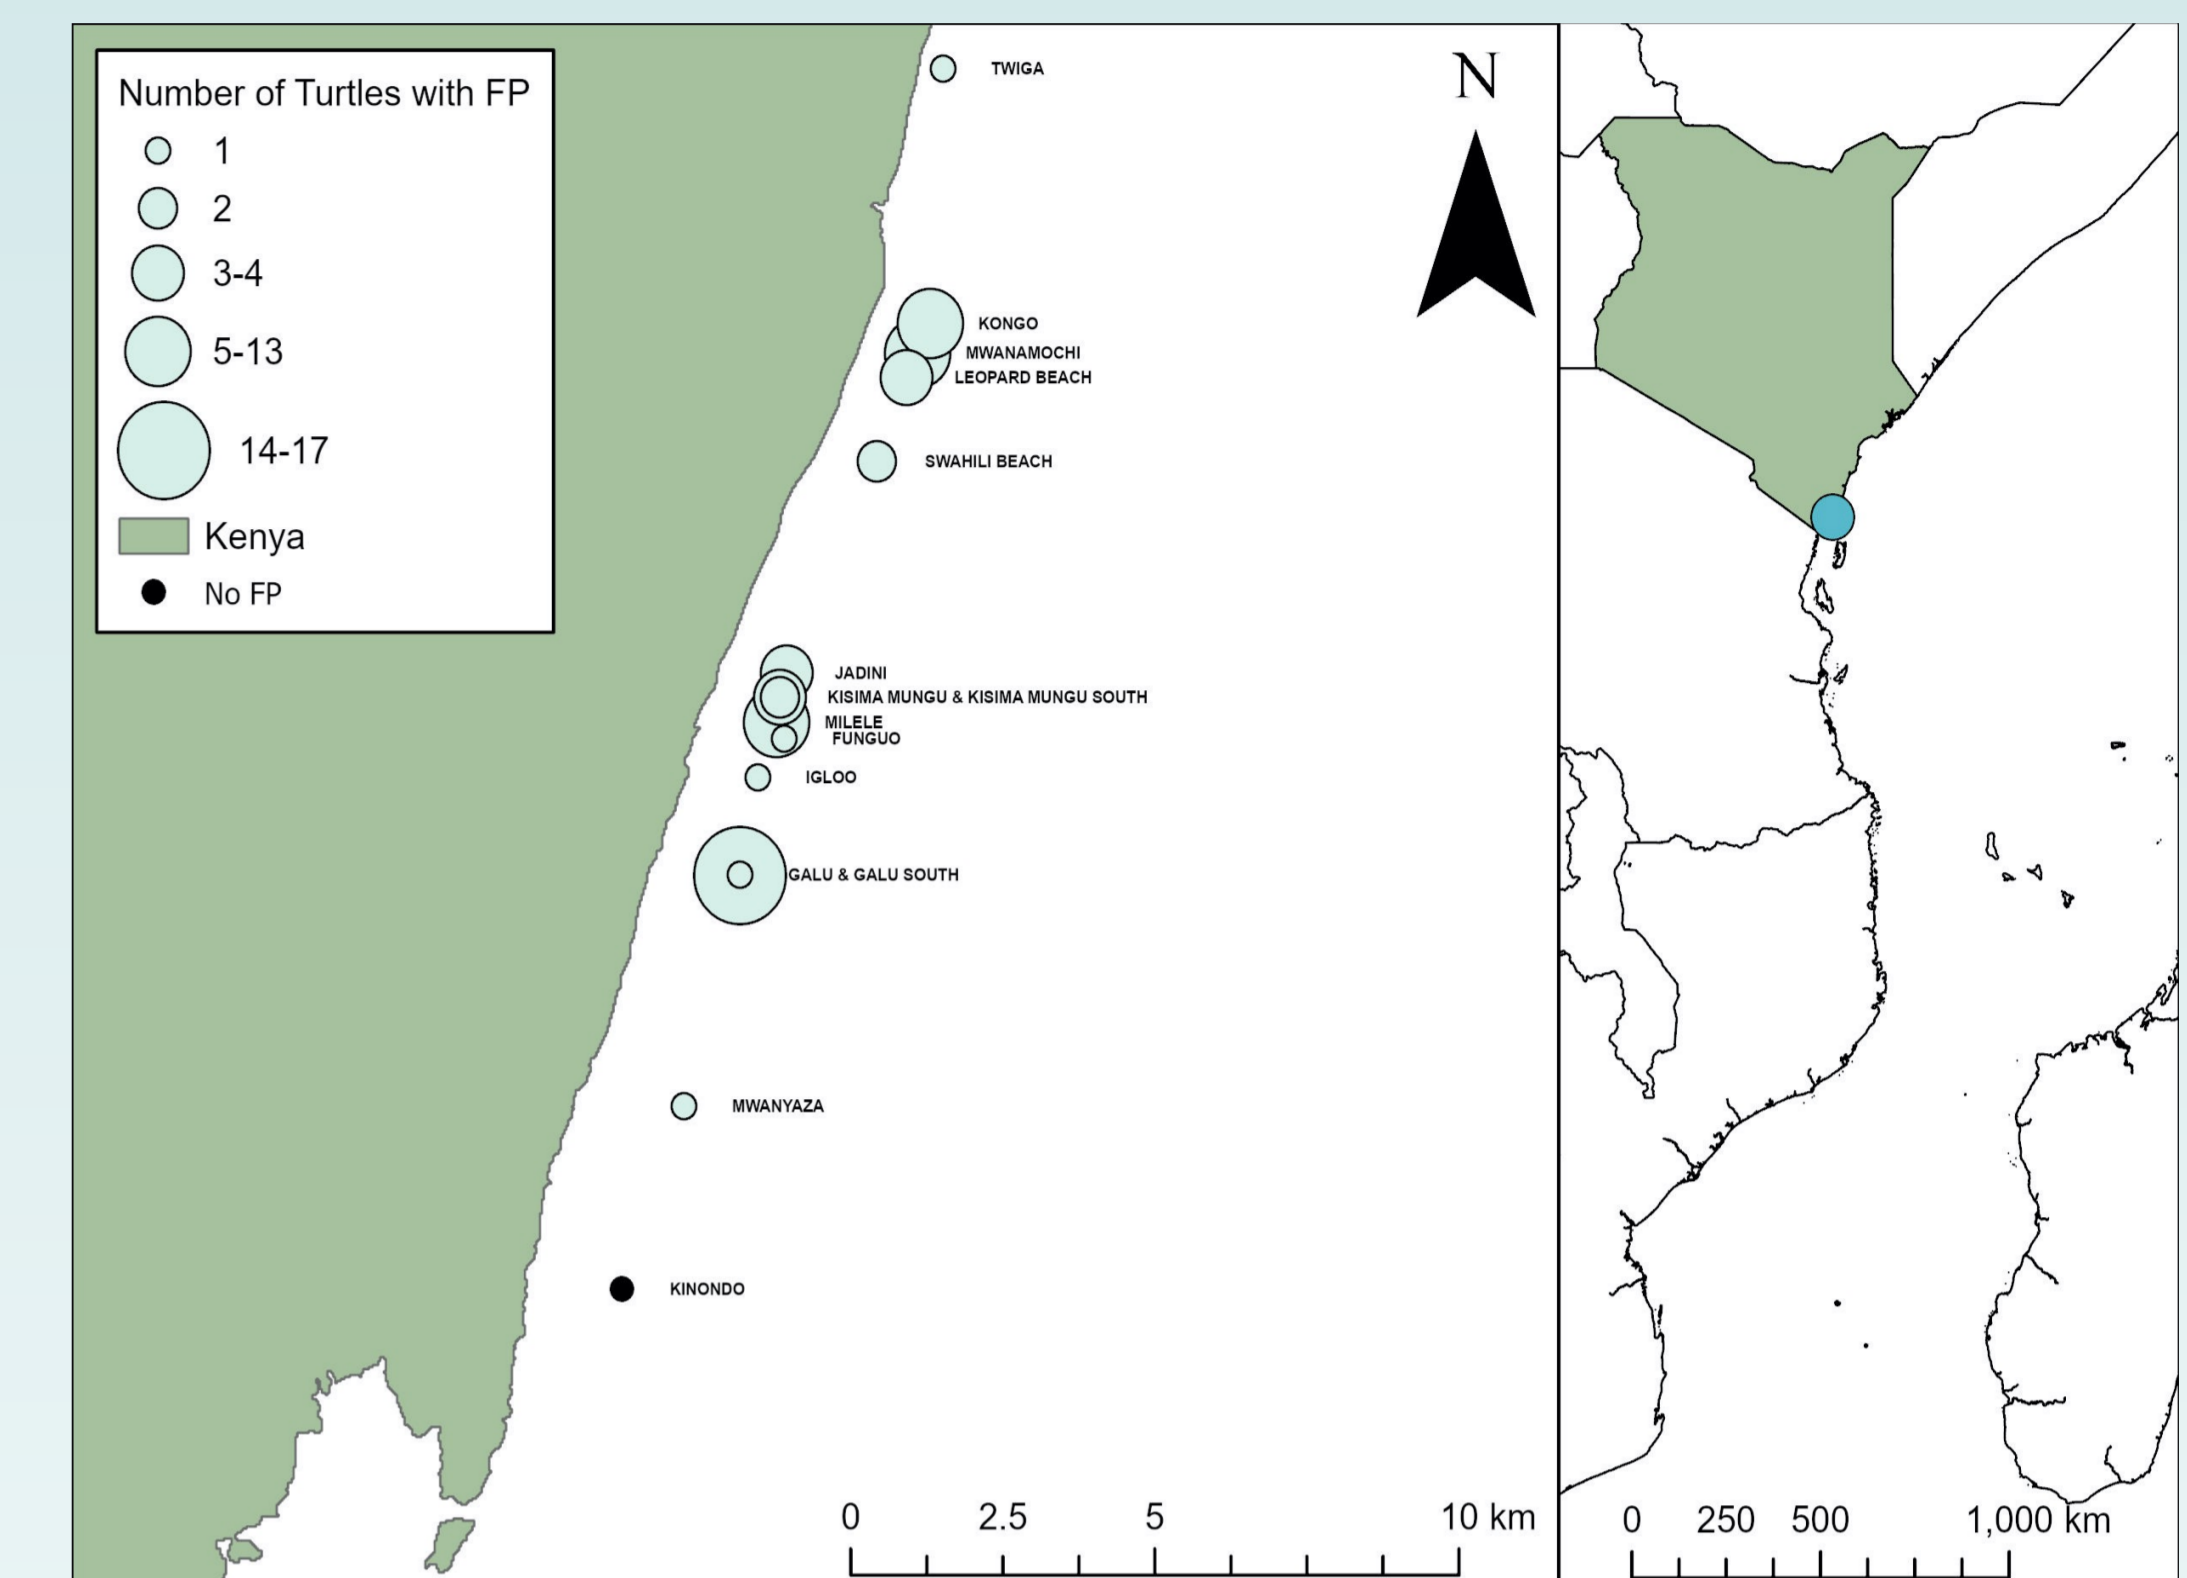 Number of Turtles with FP
1
2
3-4
5-13
14-17
Kenya
No FP
N
TWIGA
KONGO
MWANAMOCHI
LEOPARD BEACH
SWAHILI BEACH
JADINI
KISIMA MUNGU & KISIMA MUNGU SOUTH
MILELE
FUNGUO
IGLOO
GALU & GALU SOUTH
MWANYAZA
KINONDO
0 2.5 5 10 km
0 250 500 1,000 km